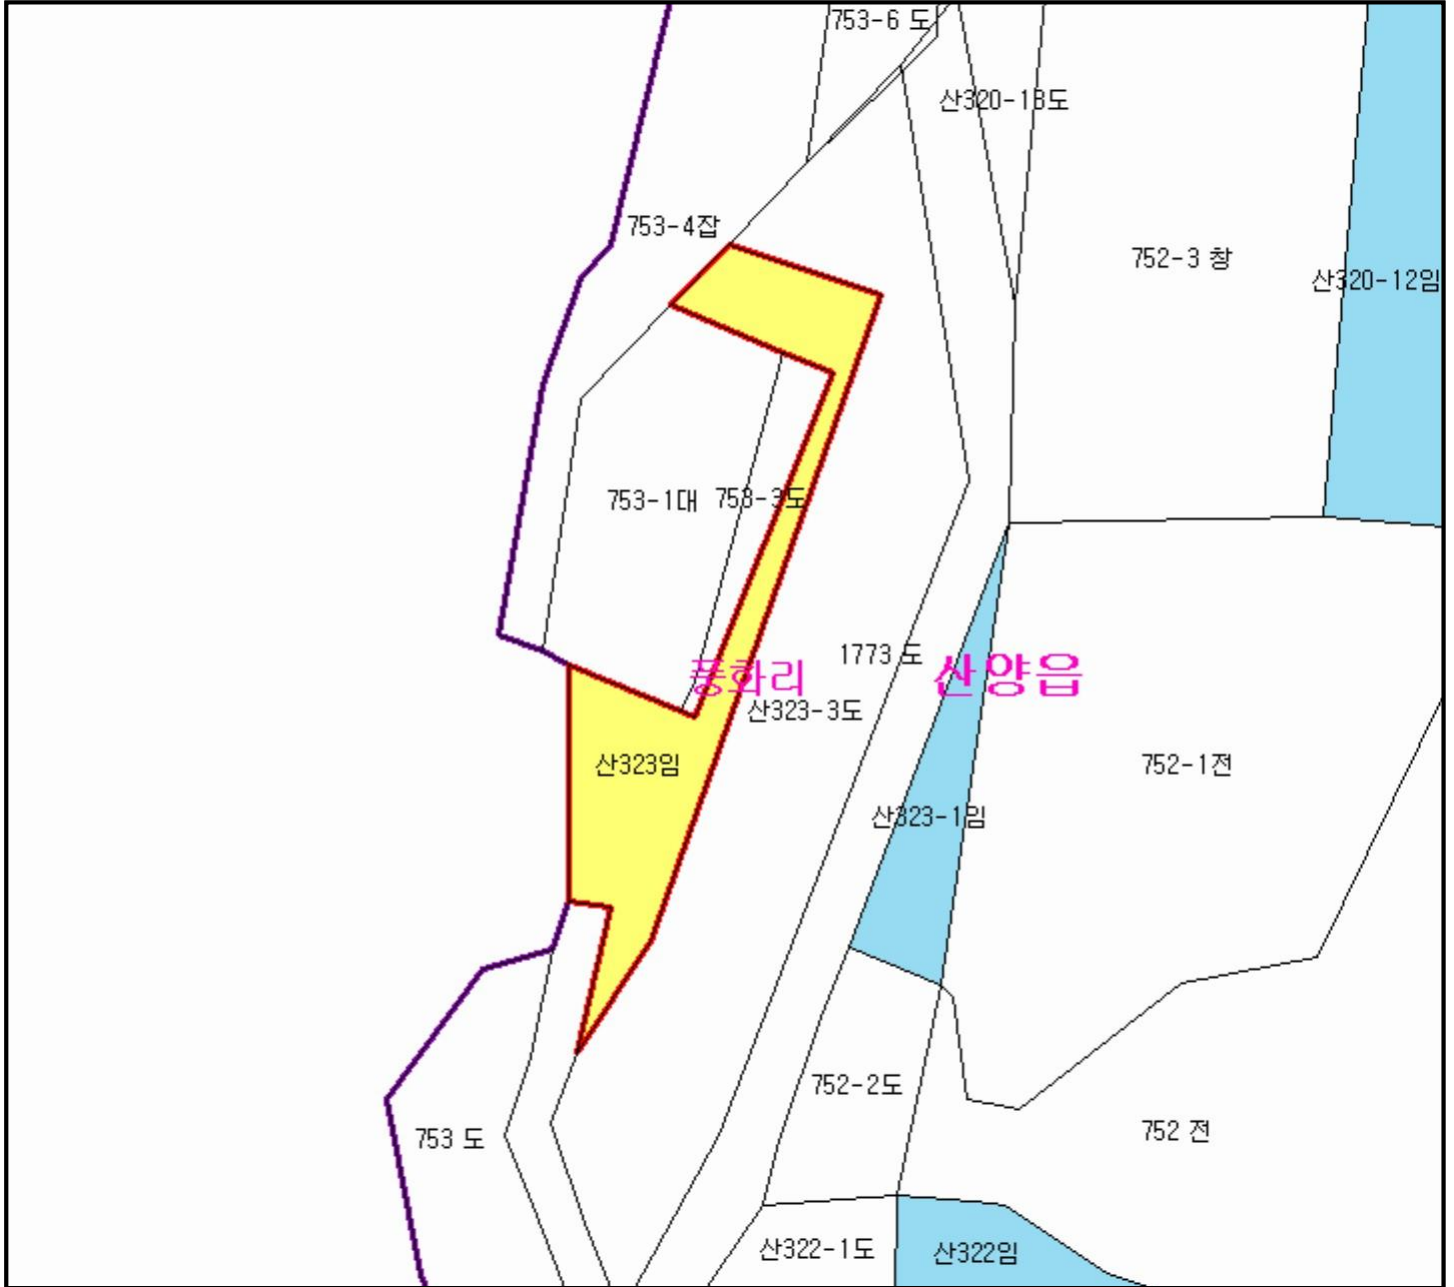 753-6 도
산320-18도
753-4잡
752-3 창
산320-12임
753-1대
753-3도
1773 도
풍화리
산양읍
산323-3도
산323임
752-1전
산323-1임
752-2도
753 도
752 전
산322-1도
산322임